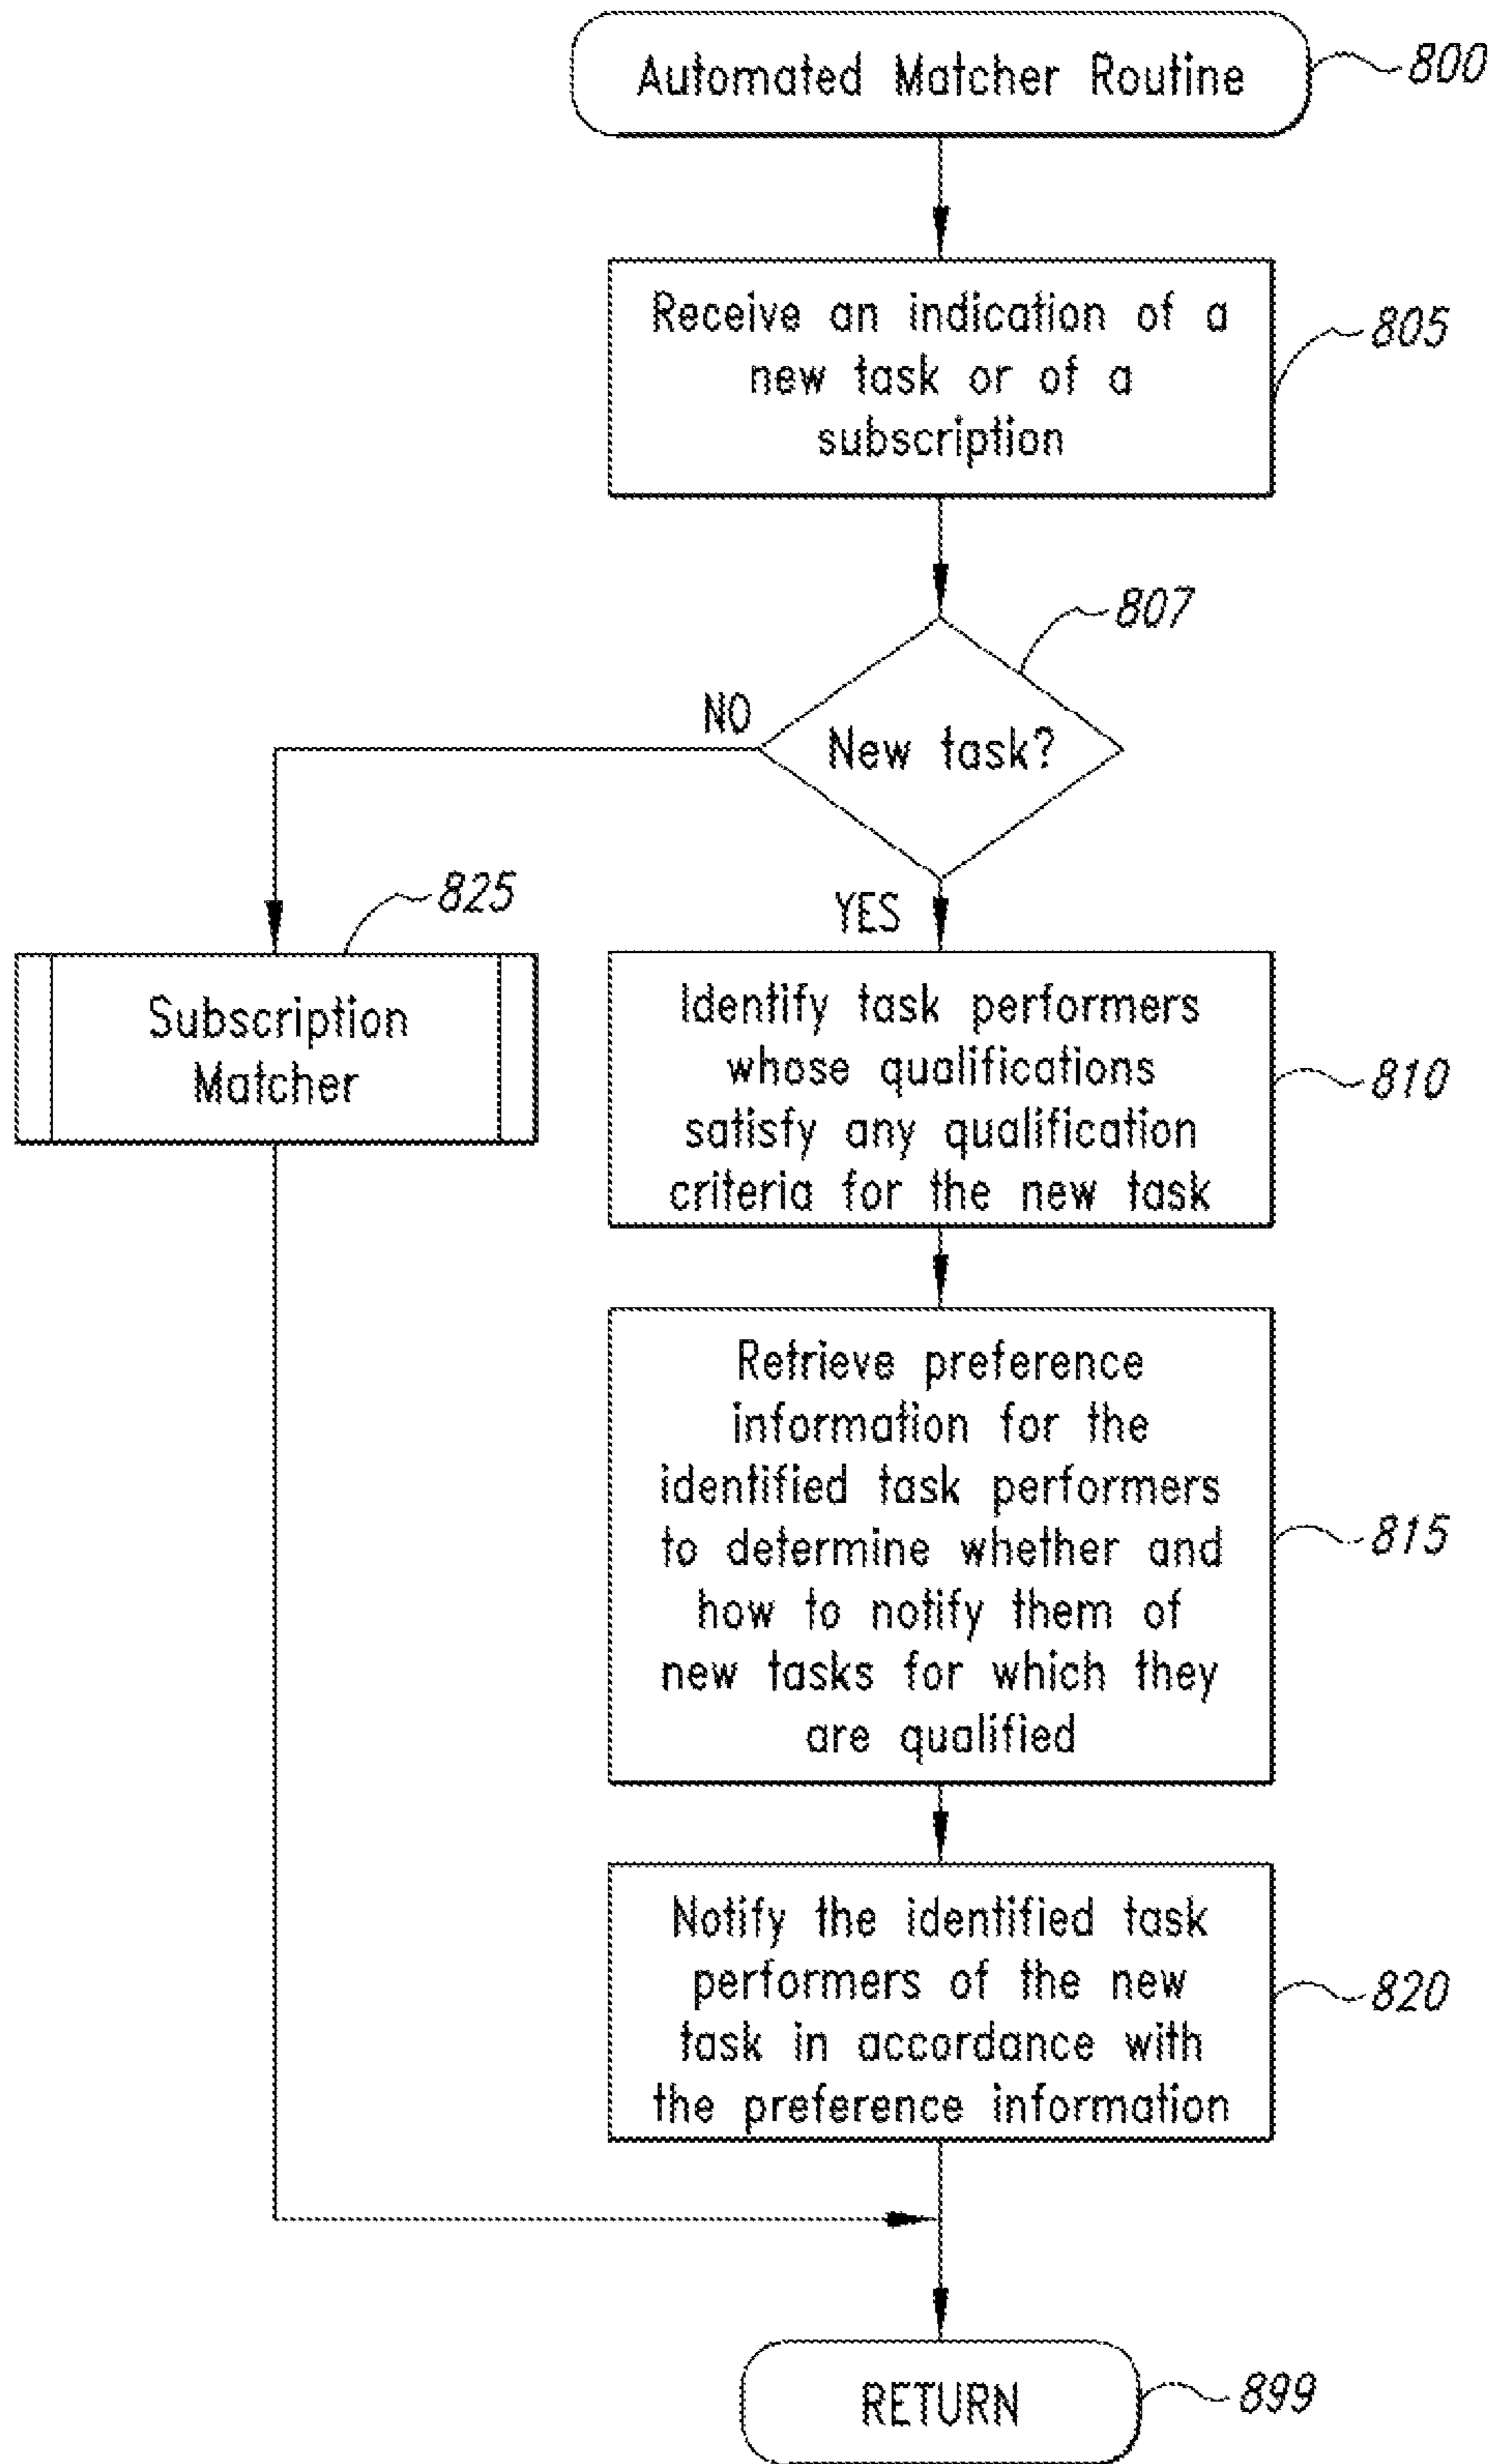 Automated Matcher Routine
800
Receive an indication of a
new task or of a
subscription
805
807
New task?
NO
YES
825
Subscription
Matcher
Identify task performers
whose qualifications
satisfy any qualification
criteria for the new task
810
Retrieve preference
information for the
identified task performers
to determine whether and
how to notify them of
new tasks for which they
are qualified
815
Notify the identified task
performers of the new
task in accordance with
the preference information
820
RETURN
899